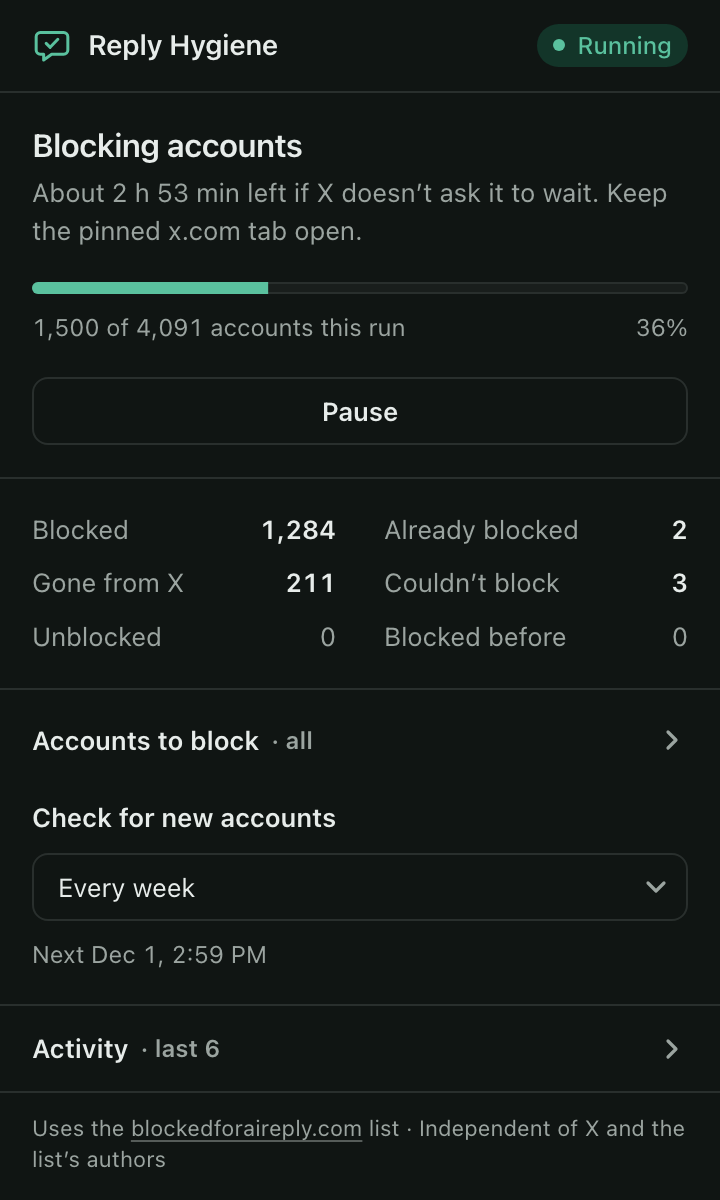 Reply Hygiene
Running
Blocking accounts
About 2 h 53 min left if X doesn’t ask it to wait. Keep
the pinned x.com tab open.
1,500 of 4,091 accounts this run
36%
Pause
Blocked 1,284
Already blocked 2
Gone from X 211
Couldn’t block 3
Unblocked 0
Blocked before 0
Accounts to block · all
Check for new accounts
Every week
Next Dec 1, 2:59 PM
Activity · last 6
Uses the blockedforaireply.com list · Independent of X and the
list’s authors